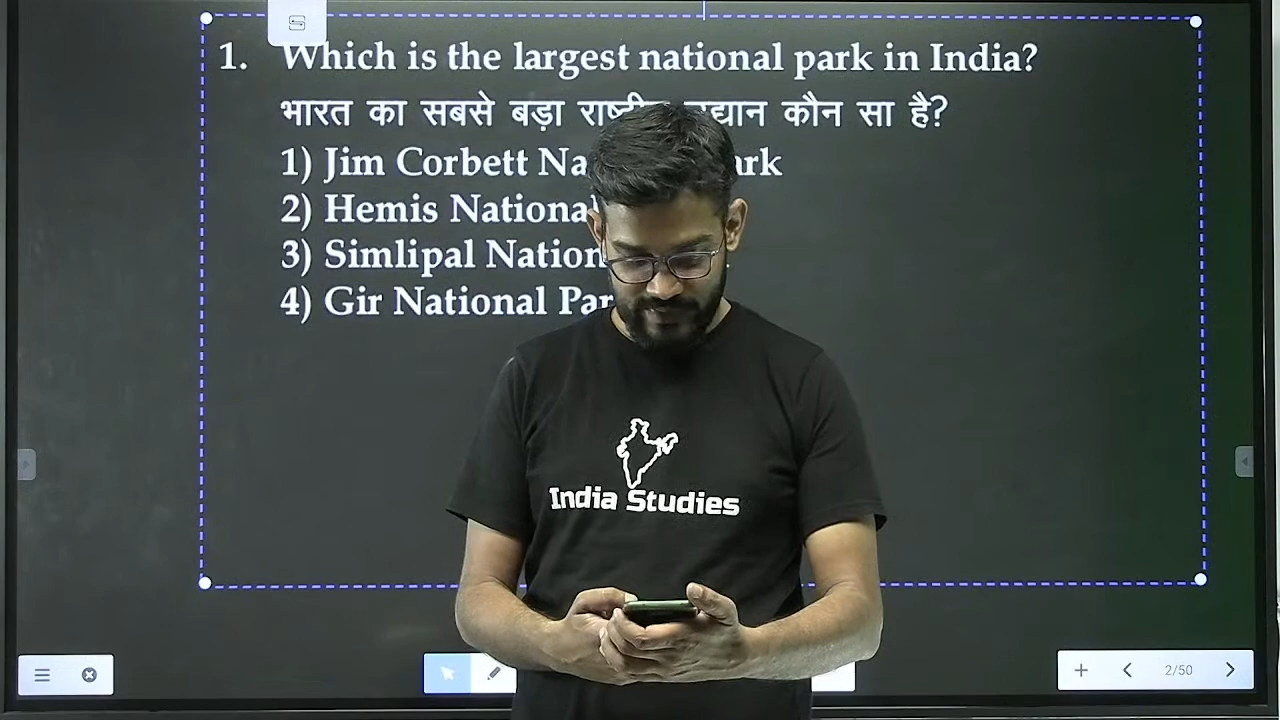 1. Which is the largest national park in India?
भारत का सबसे बड़ा उद्यान कौन सा है?
1) Jim Corbett
2) Hemis National
3) Simlipal
4) Gir National
India Studies
2/50